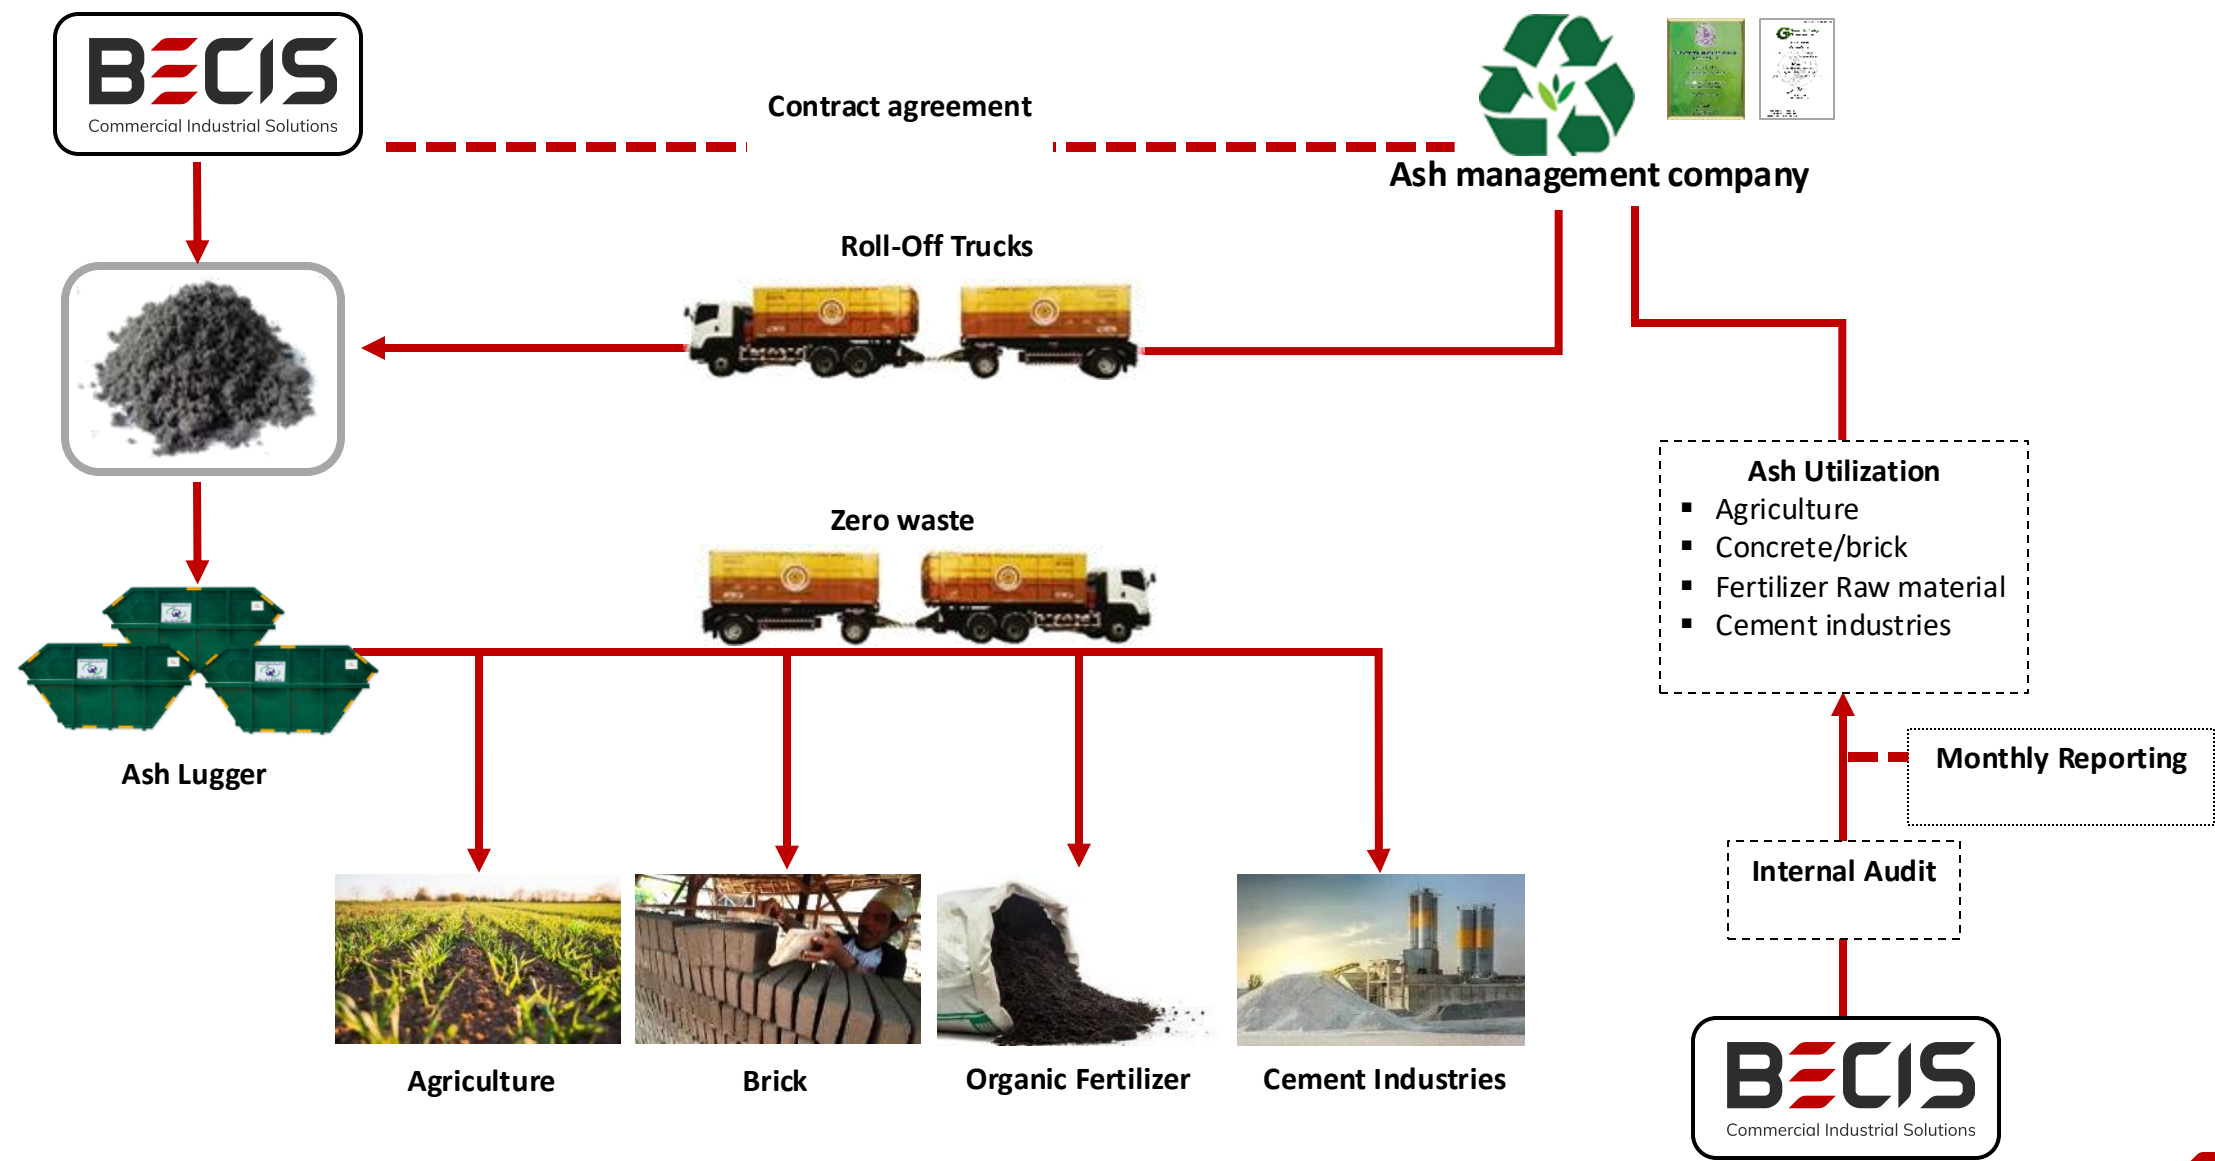 BECIS
Commercial Industrial Solutions
Contract agreement
Ash management company
Roll-Off Trucks
Zero waste
Ash Lugger
Ash Utilization
▪ Agriculture
▪ Concrete/brick
▪ Fertilizer Raw material
▪ Cement industries
Monthly Reporting
Internal Audit
Agriculture
Brick
Organic Fertilizer
Cement Industries
BECIS
Commercial Industrial Solutions